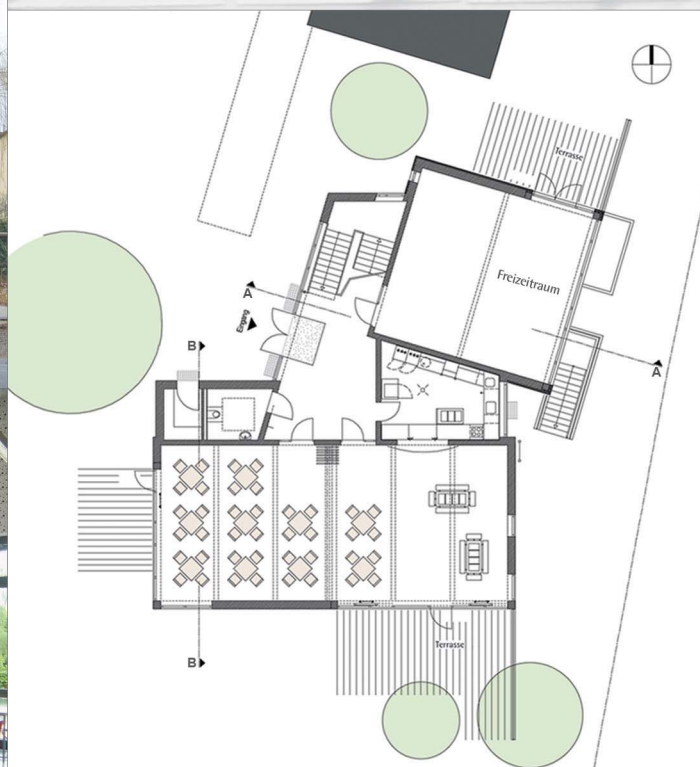 Terrasse
Freizeitraum
A
Eingang
B
A
B
Terrasse